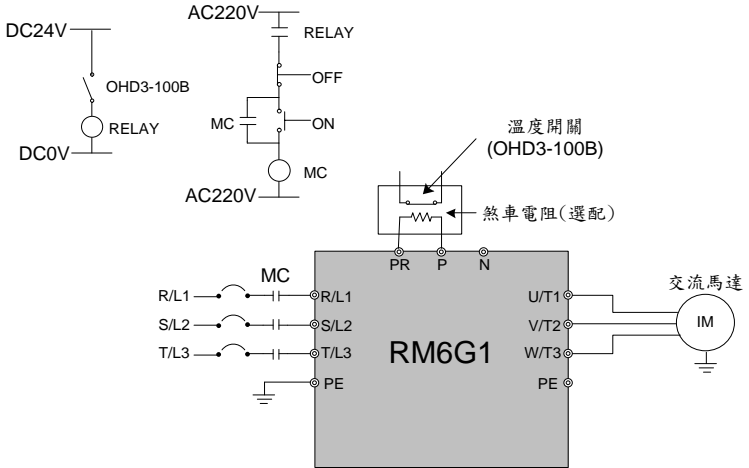 DC24V
OHD3-100B
RELAY
DC0V
AC220V
RELAY
OFF
MC
ON
MC
AC220V
溫度開關
(OHD3-100B)
煞車電阻(選配)
PR
P
N
MC
R/L1
S/L2
T/L3
R/L1
S/L2
T/L3
PE
RM6G1
U/T1
V/T2
W/T3
PE
交流馬達
IM